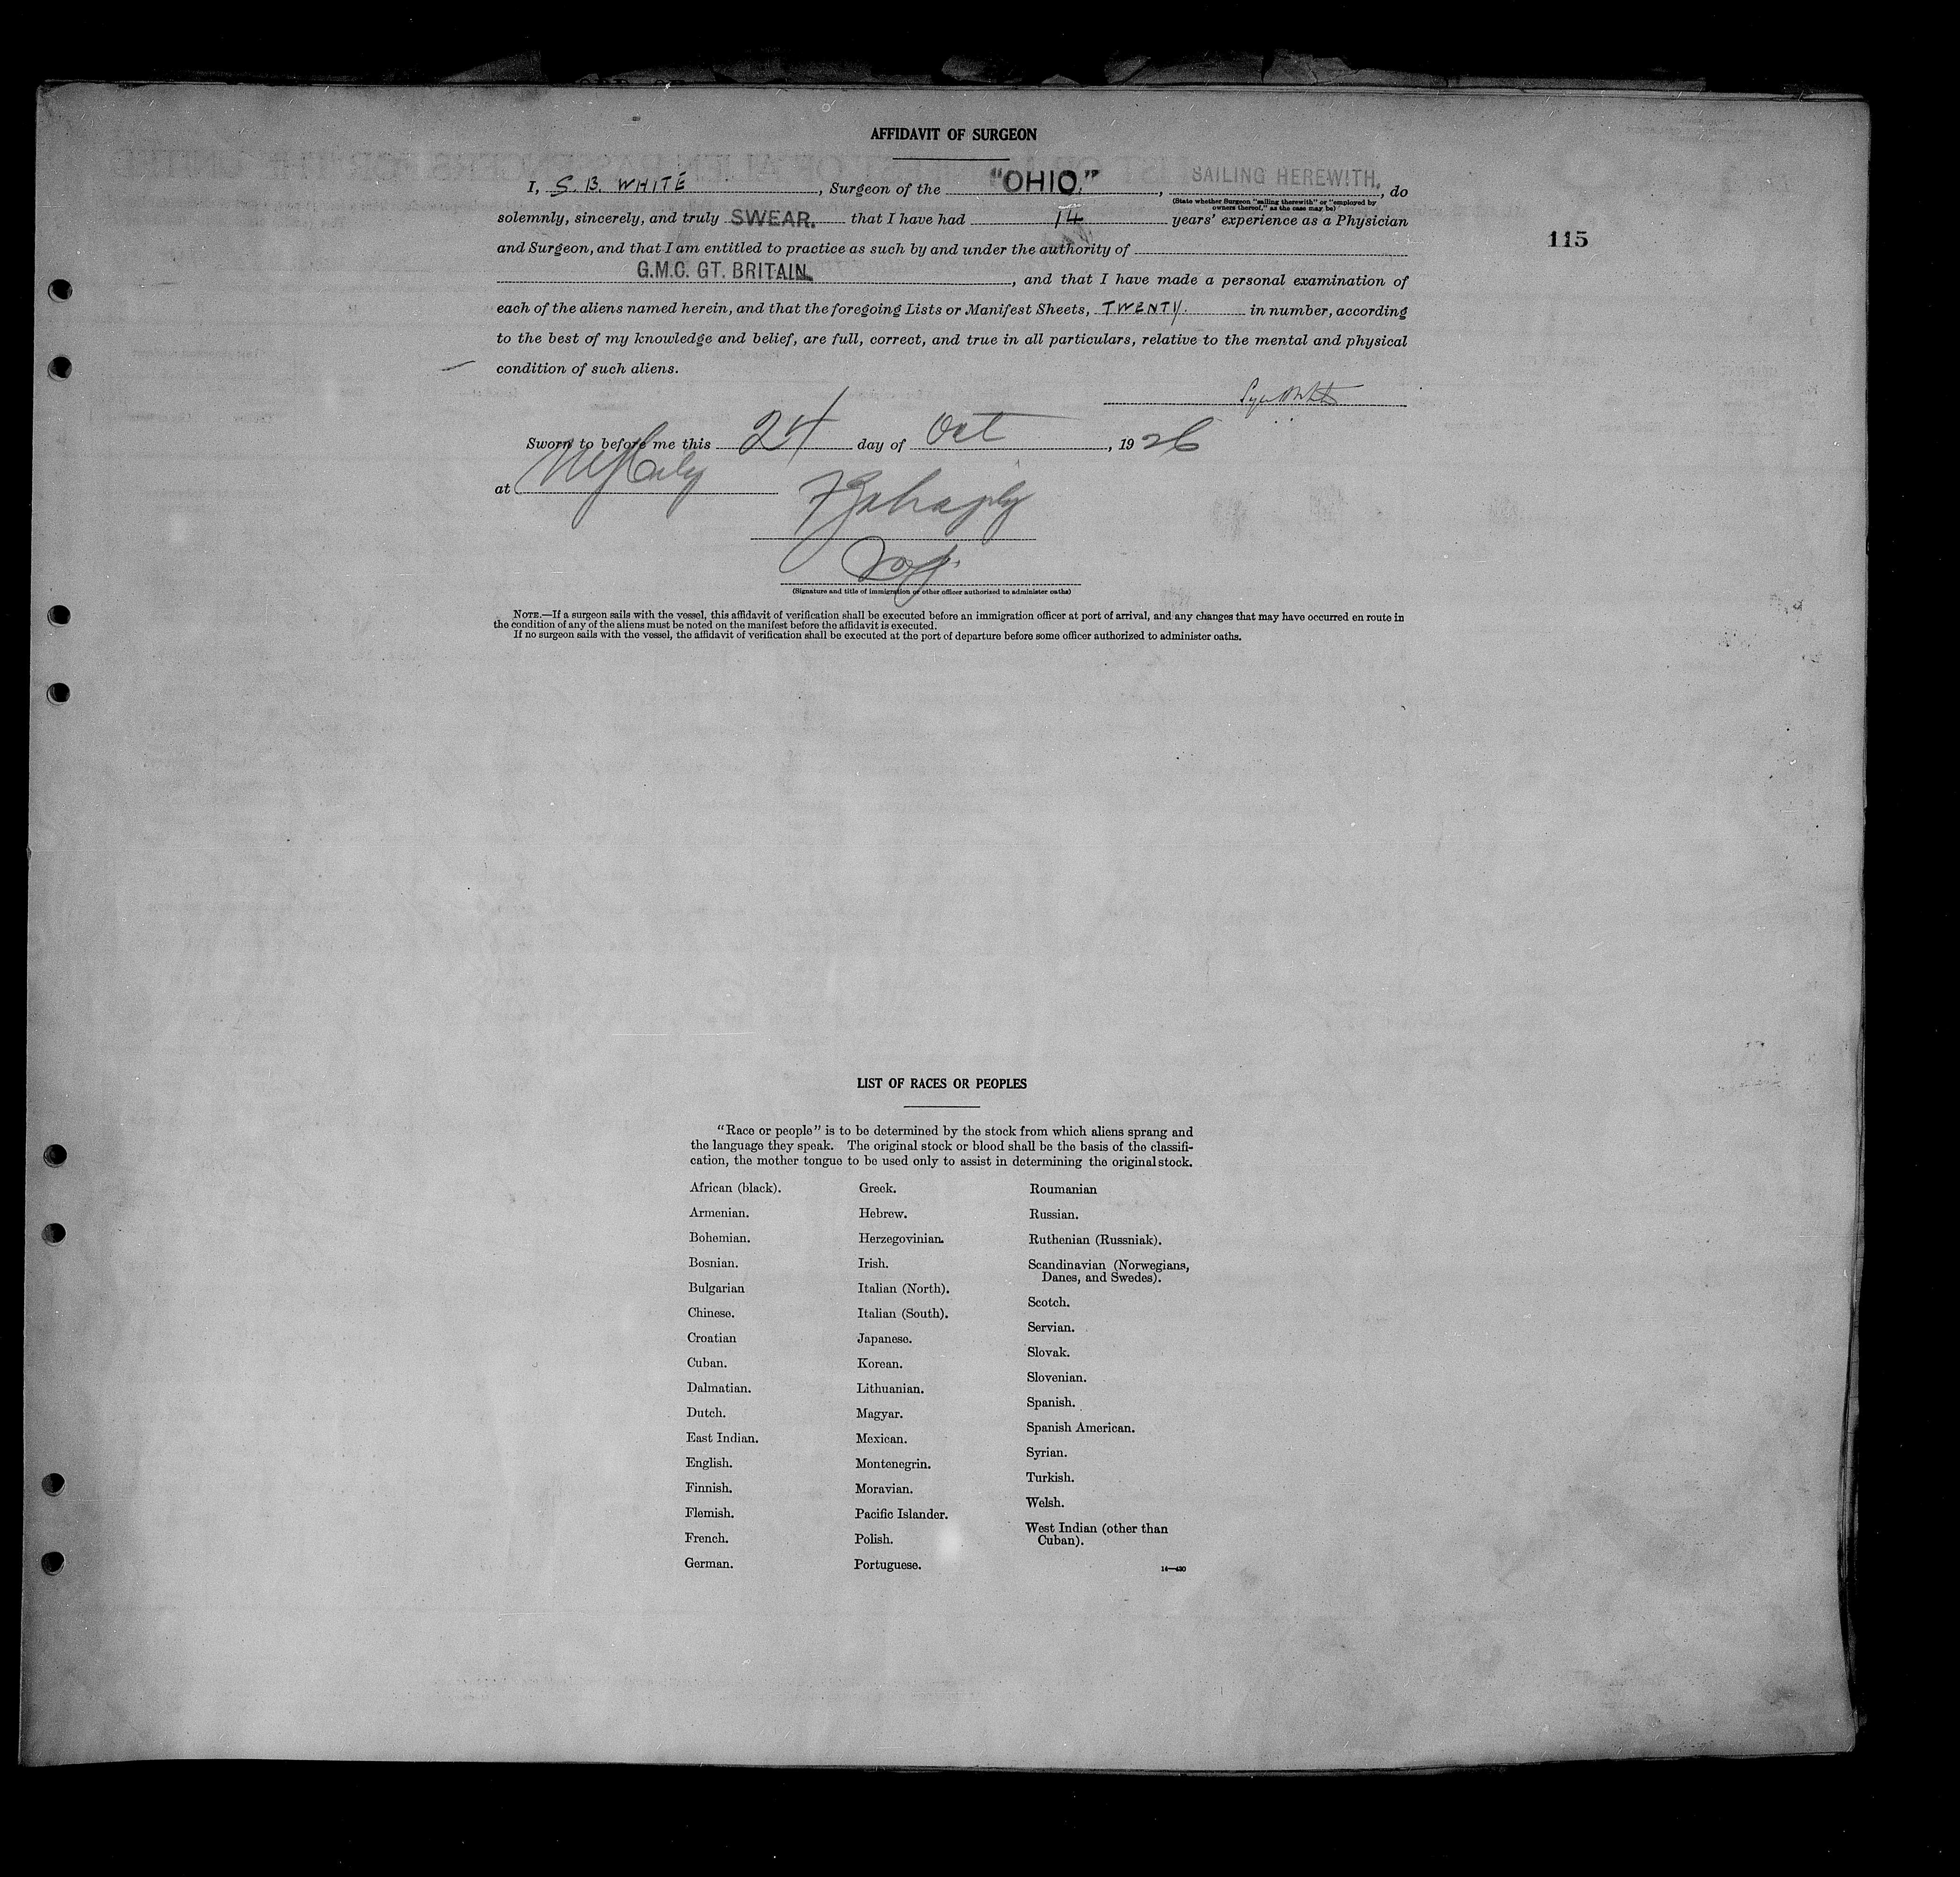 AFFIDAVIT OF SURGEON
I, S. B. WHITE, Surgeon of the "OHIO.", SAILING HEREWITH., do
(State whether Surgeon "sailing therewith" or "employed by
owners thereof," as the case may be)
solemnly, sincerely, and truly SWEAR. that I have had 14 years' experience as a Physician
115
and Surgeon, and that I am entitled to practice as such by and under the authority of
G.M.C. GT. BRITAIN., and that I have made a personal examination of
each of the aliens named herein, and that the foregoing Lists or Manifest Sheets, TWENTY. in number, according
to the best of my knowledge and belief, are full, correct, and true in all particulars, relative to the mental and physical
condition of such aliens.
Sworn to before me this 24 day of Oct, 1926
at
(Signature and title of immigration or other officer authorized to administer oaths)
NOTE.—If a surgeon sails with the vessel, this affidavit of verification shall be executed before an immigration officer at port of arrival, and any changes that may have occurred en route in
the condition of any of the aliens must be noted on the manifest before the affidavit is executed.
If no surgeon sails with the vessel, the affidavit of verification shall be executed at the port of departure before some officer authorized to administer oaths.
LIST OF RACES OR PEOPLES
"Race or people" is to be determined by the stock from which aliens sprang and
the language they speak. The original stock or blood shall be the basis of the classifi-
cation, the mother tongue to be used only to assist in determining the original stock.
African (black).
Armenian.
Bohemian.
Bosnian.
Bulgarian
Chinese.
Croatian
Cuban.
Dalmatian.
Dutch.
East Indian.
English.
Finnish.
Flemish.
French.
German.
Greek.
Hebrew.
Herzegovinian.
Irish.
Italian (North).
Italian (South).
Japanese.
Korean.
Lithuanian.
Magyar.
Mexican.
Montenegrin.
Moravian.
Pacific Islander.
Polish.
Portuguese.
Roumanian
Russian.
Ruthenian (Russniak).
Scandinavian (Norwegians,
Danes, and Swedes).
Scotch.
Servian.
Slovak.
Slovenian.
Spanish.
Spanish American.
Syrian.
Turkish.
Welsh.
West Indian (other than
Cuban).
14—430